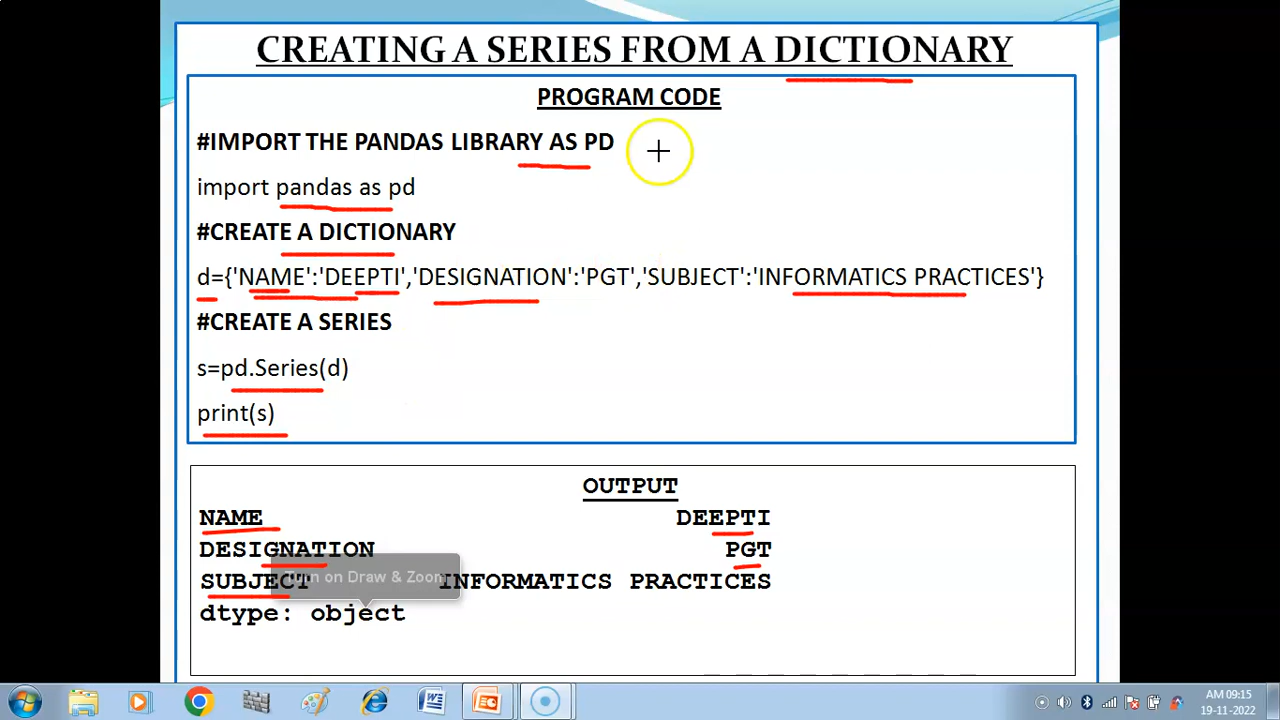 CREATING A SERIES FROM A DICTIONARY
PROGRAM CODE
#IMPORT THE PANDAS LIBRARY AS PD
import pandas as pd
#CREATE A DICTIONARY
d={'NAME':'DEEPTI','DESIGNATION':'PGT','SUBJECT':'INFORMATICS PRACTICES'}
#CREATE A SERIES
s=pd.Series(d)
print(s)
OUTPUT
NAME DEEPTI
DESIGNATION PGT
Turn on Draw & Zoom
SUBJECT INFORMATICS PRACTICES
dtype: object
AM 09:15
19-11-2022